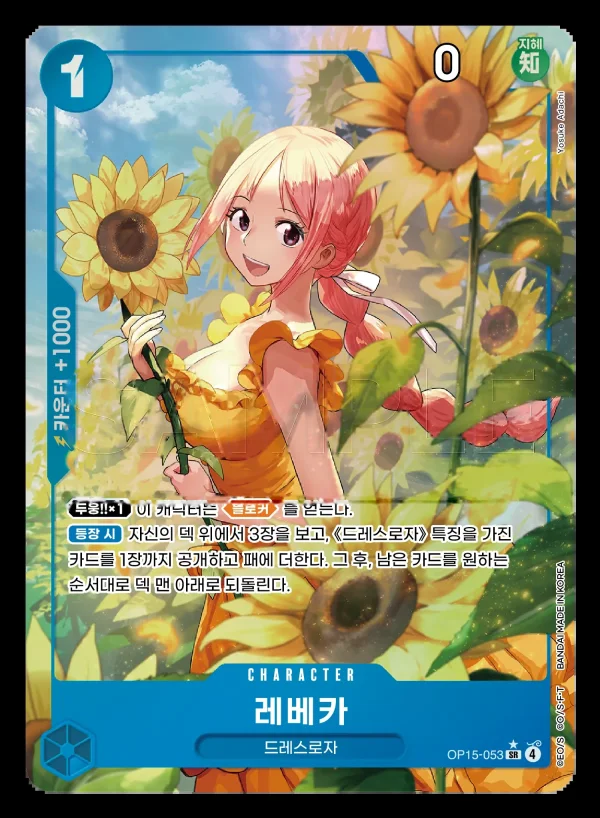 1
0
지혜
知
Yosuke Adachi
카운터 +1000
SAMPLE
두웅!!×1 이 캐릭터는 블로커 을 얻는다.
등장 시 자신의 덱 위에서 3장을 보고, 《드레스로자》 특징을 가진
카드를 1장까지 공개하고 패에 더한다. 그 후, 남은 카드를 원하는
순서대로 덱 맨 아래로 되돌린다.
CHARACTER
레베카
드레스로자
OP15-053 SR 4
©EO/S ©O/S·F·T BANDAI MADE IN KOREA